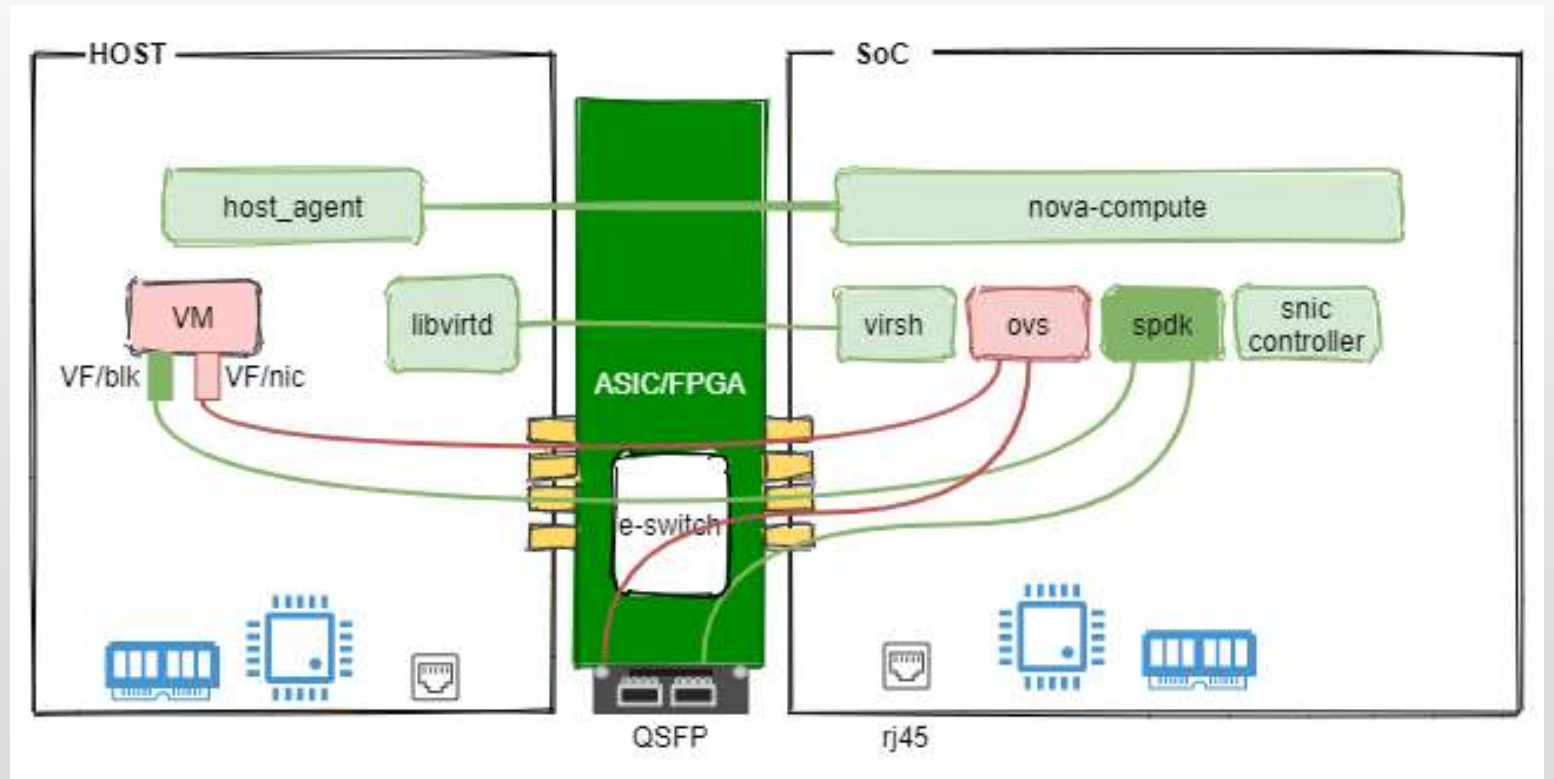 HOST
SoC
host_agent
nova-compute
VM
libvirtd
virsh
ovs
spdk
snic
controller
VF/blk
VF/nic
ASIC/FPGA
e-switch
QSFP
rj45